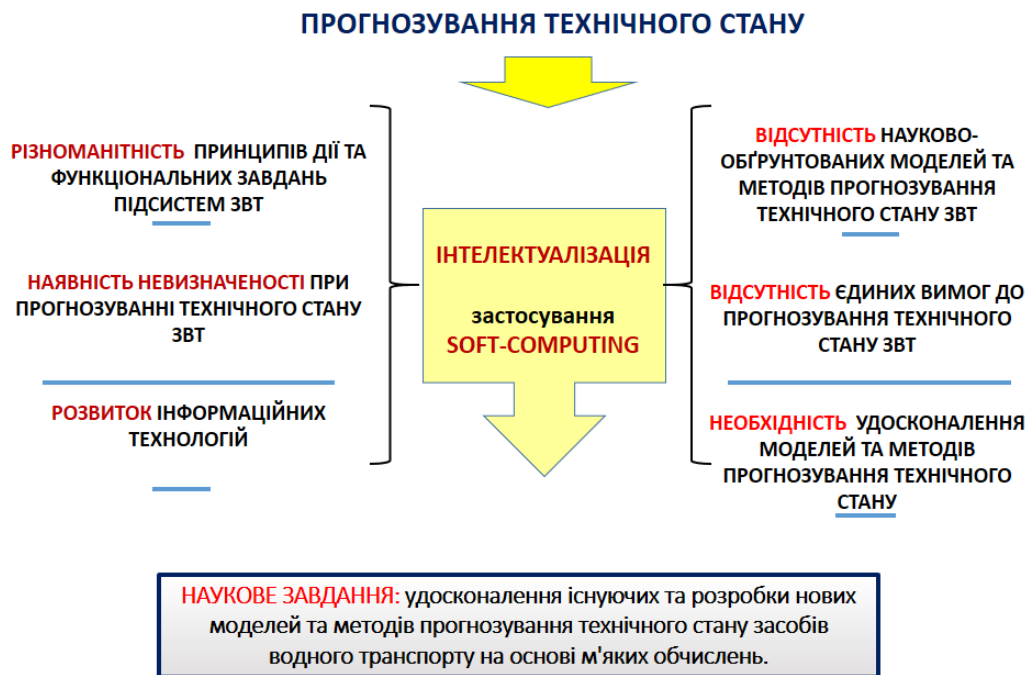 ПРОГНОЗУВАННЯ ТЕХНІЧНОГО СТАНУ
РІЗНОМАНІТНІСТЬ ПРИНЦИПІВ ДІЇ ТА
ФУНКЦІОНАЛЬНИХ ЗАВДАНЬ
ПІДСИСТЕМ ЗВТ
НАЯВНІСТЬ НЕВИЗНАЧЕНОСТІ ПРИ
ПРОГНОЗУВАННІ ТЕХНІЧНОГО СТАНУ
ЗВТ
РОЗВИТОК ІНФОРМАЦІЙНИХ
ТЕХНОЛОГІЙ
ІНТЕЛЕКТУАЛІЗАЦІЯ
застосування
SOFT-COMPUTING
ВІДСУТНІСТЬ НАУКОВО-
ОБҐРУНТОВАНИХ МОДЕЛЕЙ ТА
МЕТОДІВ ПРОГНОЗУВАННЯ
ТЕХНІЧНОГО СТАНУ ЗВТ
ВІДСУТНІСТЬ ЄДИНИХ ВИМОГ ДО
ПРОГНОЗУВАННЯ ТЕХНІЧНОГО
СТАНУ ЗВТ
НЕОБХІДНІСТЬ УДОСКОНАЛЕННЯ
МОДЕЛЕЙ ТА МЕТОДІВ
ПРОГНОЗУВАННЯ ТЕХНІЧНОГО
СТАНУ
НАУКОВЕ ЗАВДАННЯ: удосконалення існуючих та розробки нових
моделей та методів прогнозування технічного стану засобів
водного транспорту на основі м'яких обчислень.